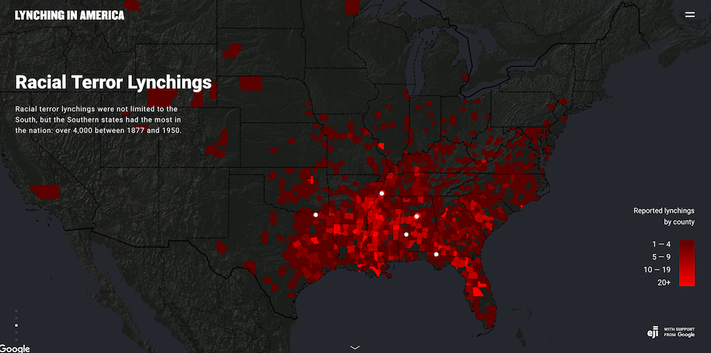 LYNCHING IN AMERICA
Racial Terror Lynchings
Racial terror lynchings were not limited to the
South, but the Southern states had the most in
the nation: over 4,000 between 1877 and 1950.
Reported lynchings
by county
1 — 4
5 — 9
10 — 19
20+
eji
WITH SUPPORT
FROM Google
Google